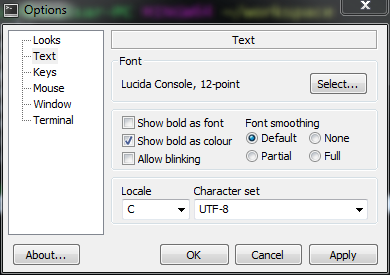 Options
Looks
Text
Keys
Mouse
Window
Terminal
Text
Font
Lucida Console, 12-point
Select...
Show bold as font
Show bold as colour
Allow blinking
Font smoothing
Default
None
Partial
Full
Locale
Character set
C
UTF-8
About...
OK
Cancel
Apply